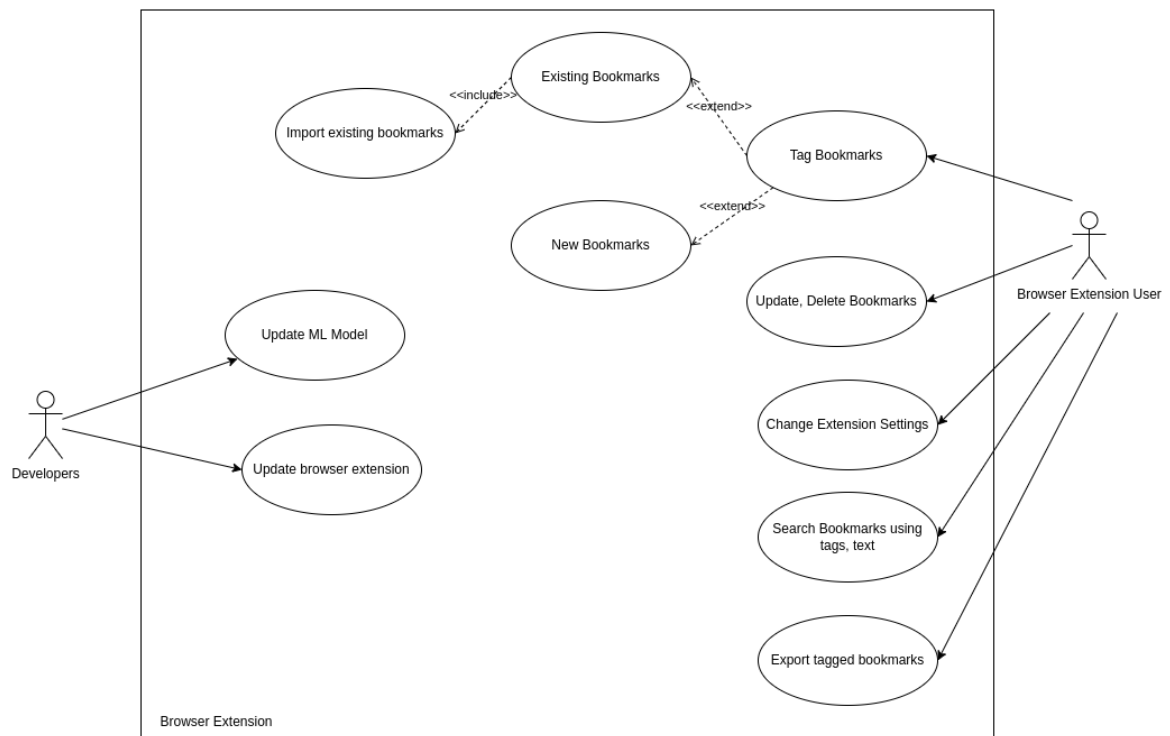 Existing Bookmarks
<<include>>
<<extend>>
Import existing bookmarks
Tag Bookmarks
<<extend>>
New Bookmarks
Browser Extension User
Update, Delete Bookmarks
Update ML Model
Change Extension Settings
Developers
Update browser extension
Search Bookmarks using
tags, text
Export tagged bookmarks
Browser Extension